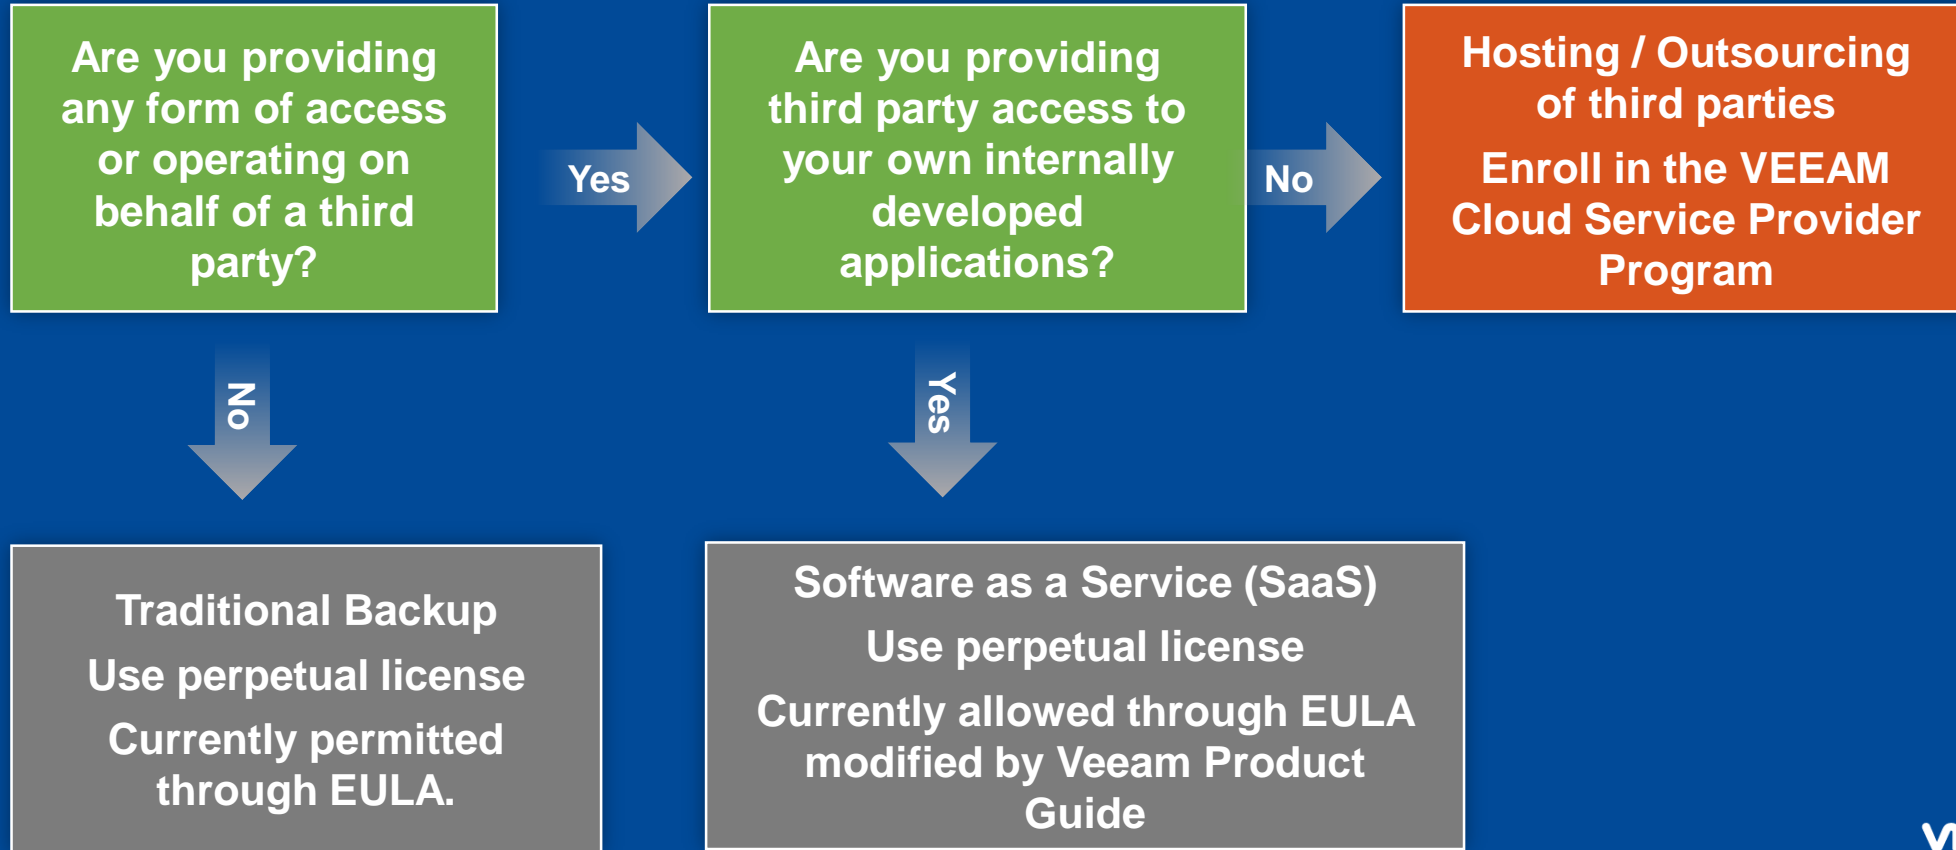 Are you providing
any form of access
or operating on
behalf of a third
party?
Yes
Are you providing
third party access to
your own internally
developed
applications?
No
Hosting / Outsourcing
of third parties
Enroll in the VEEAM
Cloud Service Provider
Program
No
Yes
Traditional Backup
Use perpetual license
Currently permitted
through EULA.
Software as a Service (SaaS)
Use perpetual license
Currently allowed through EULA
modified by Veeam Product
Guide